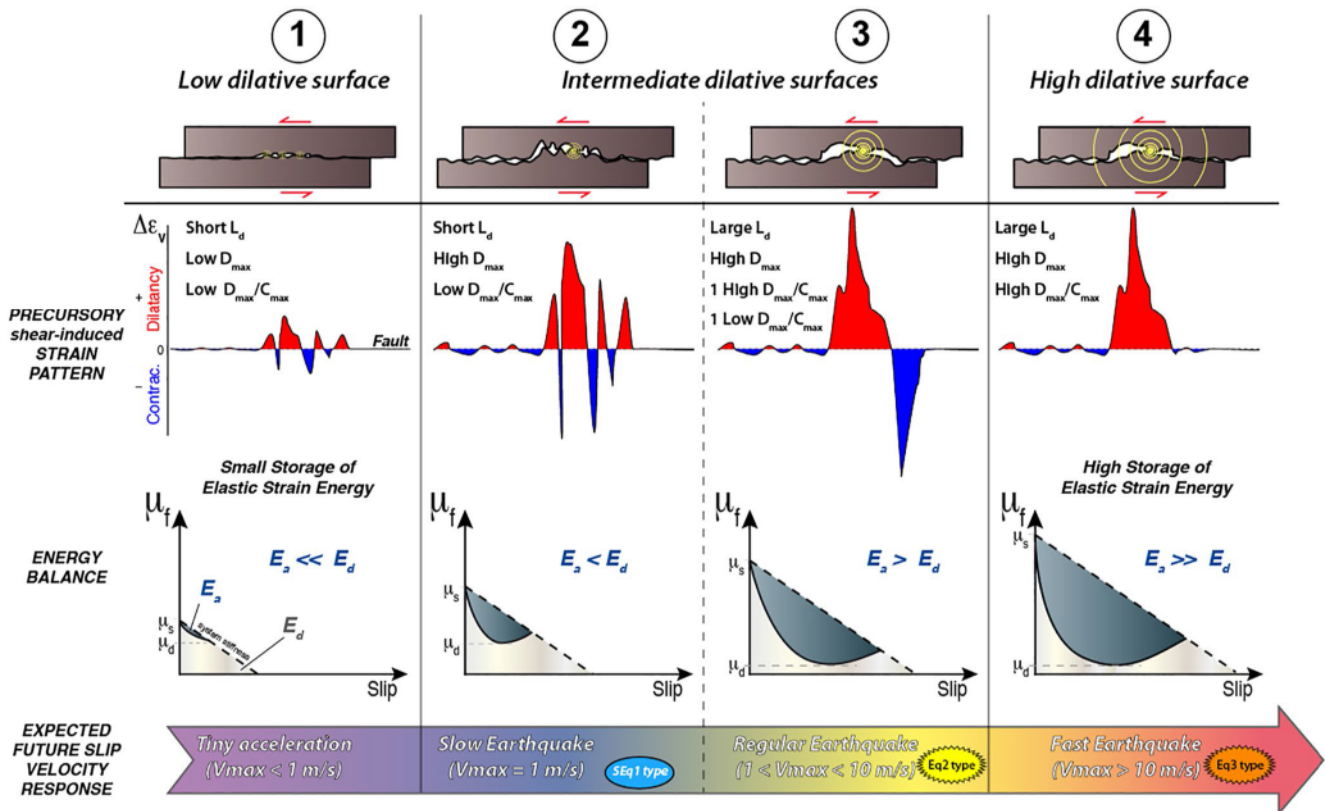 1
2
3
4
Low dilative surface
Intermediate dilative surfaces
High dilative surface
PRECURSORY
shear-induced
STRAIN
PATTERN
Δεv
+
Dilatancy
0
Contrac.
−
Short Ld
Low Dmax
Low Dmax/Cmax
Fault
Short Ld
High Dmax
Low Dmax/Cmax
Large Ld
High Dmax
1 High Dmax/Cmax
1 Low Dmax/Cmax
Large Ld
High Dmax
High Dmax/Cmax
Small Storage of
Elastic Strain Energy
High Storage of
Elastic Strain Energy
ENERGY
BALANCE
μf
Ea << Ed
Ea
μs
μd
system stiffness
Ed
Slip
μf
Ea < Ed
μs
μd
Slip
μf
Ea > Ed
μs
μd
Slip
μf
Ea >> Ed
μs
μd
Slip
EXPECTED
FUTURE SLIP
VELOCITY
RESPONSE
Tiny acceleration
(Vmax < 1 m/s)
Slow Earthquake
(Vmax = 1 m/s)
SEq1 type
Regular Earthquake
(1 < Vmax < 10 m/s)
Eq2 type
Fast Earthquake
(Vmax > 10 m/s)
Eq3 type